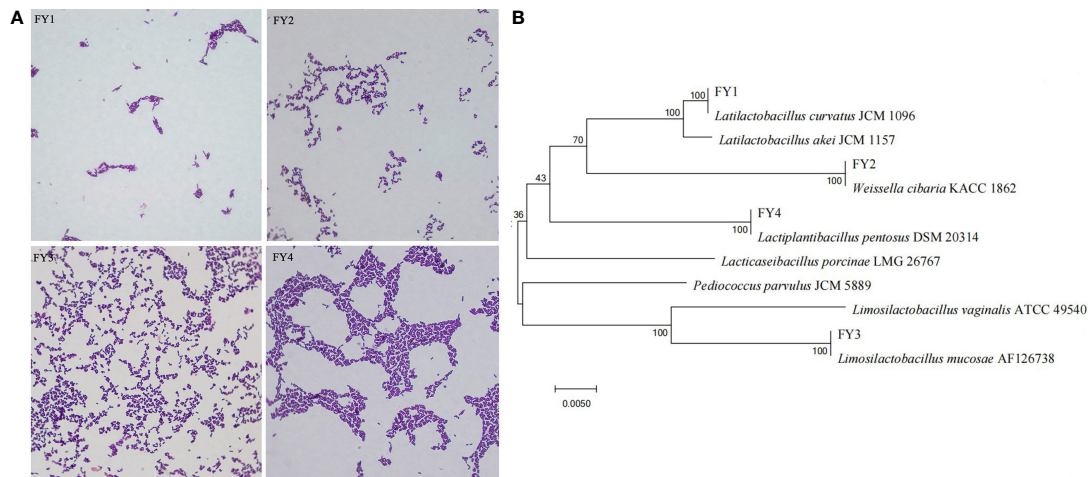 A
FY1
FY2
FY3
FY4
B
100
FY1
Latilactobacillus curvatus JCM 1096
100
Latilactobacillus akei JCM 1157
70
FY2
100
Weissella cibaria KACC 1862
43
FY4
100
Lactiplantibacillus pentosus DSM 20314
36
Lacticaseibacillus porcinae LMG 26767
Pediococcus parvulus JCM 5889
Limosilactobacillus vaginalis ATCC 49540
100
FY3
100
Limosilactobacillus mucosae AF126738
0.0050